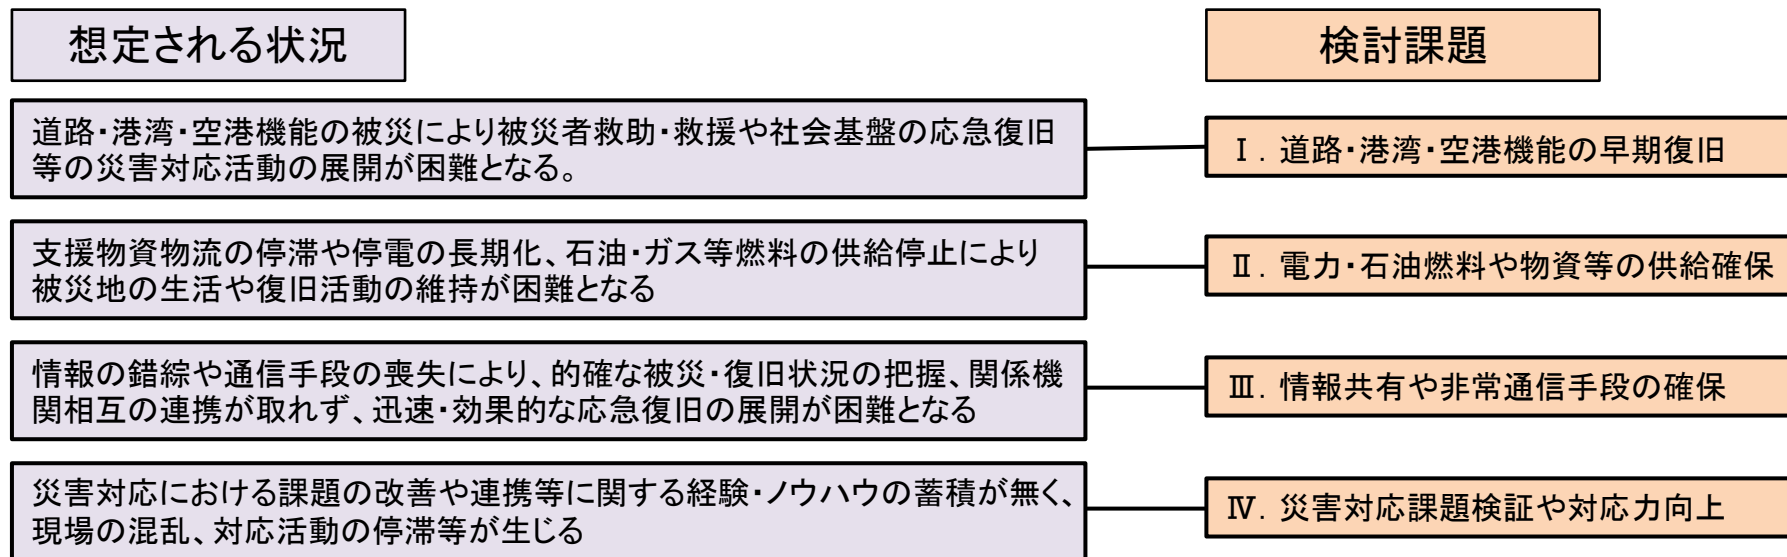 想定される状況
検討課題
道路・港湾・空港機能の被災により被災者救助・救援や社会基盤の応急復旧
等の災害対応活動の展開が困難となる。
Ⅰ．道路・港湾・空港機能の早期復旧
支援物資物流の停滞や停電の長期化、石油・ガス等燃料の供給停止により
被災地の生活や復旧活動の維持が困難となる
Ⅱ．電力・石油燃料や物資等の供給確保
情報の錯綜や通信手段の喪失により、的確な被災・復旧状況の把握、関係機
関相互の連携が取れず、迅速・効果的な応急復旧の展開が困難となる
Ⅲ．情報共有や非常通信手段の確保
災害対応における課題の改善や連携等に関する経験・ノウハウの蓄積が無く、
現場の混乱、対応活動の停滞等が生じる
Ⅳ．災害対応課題検証や対応力向上